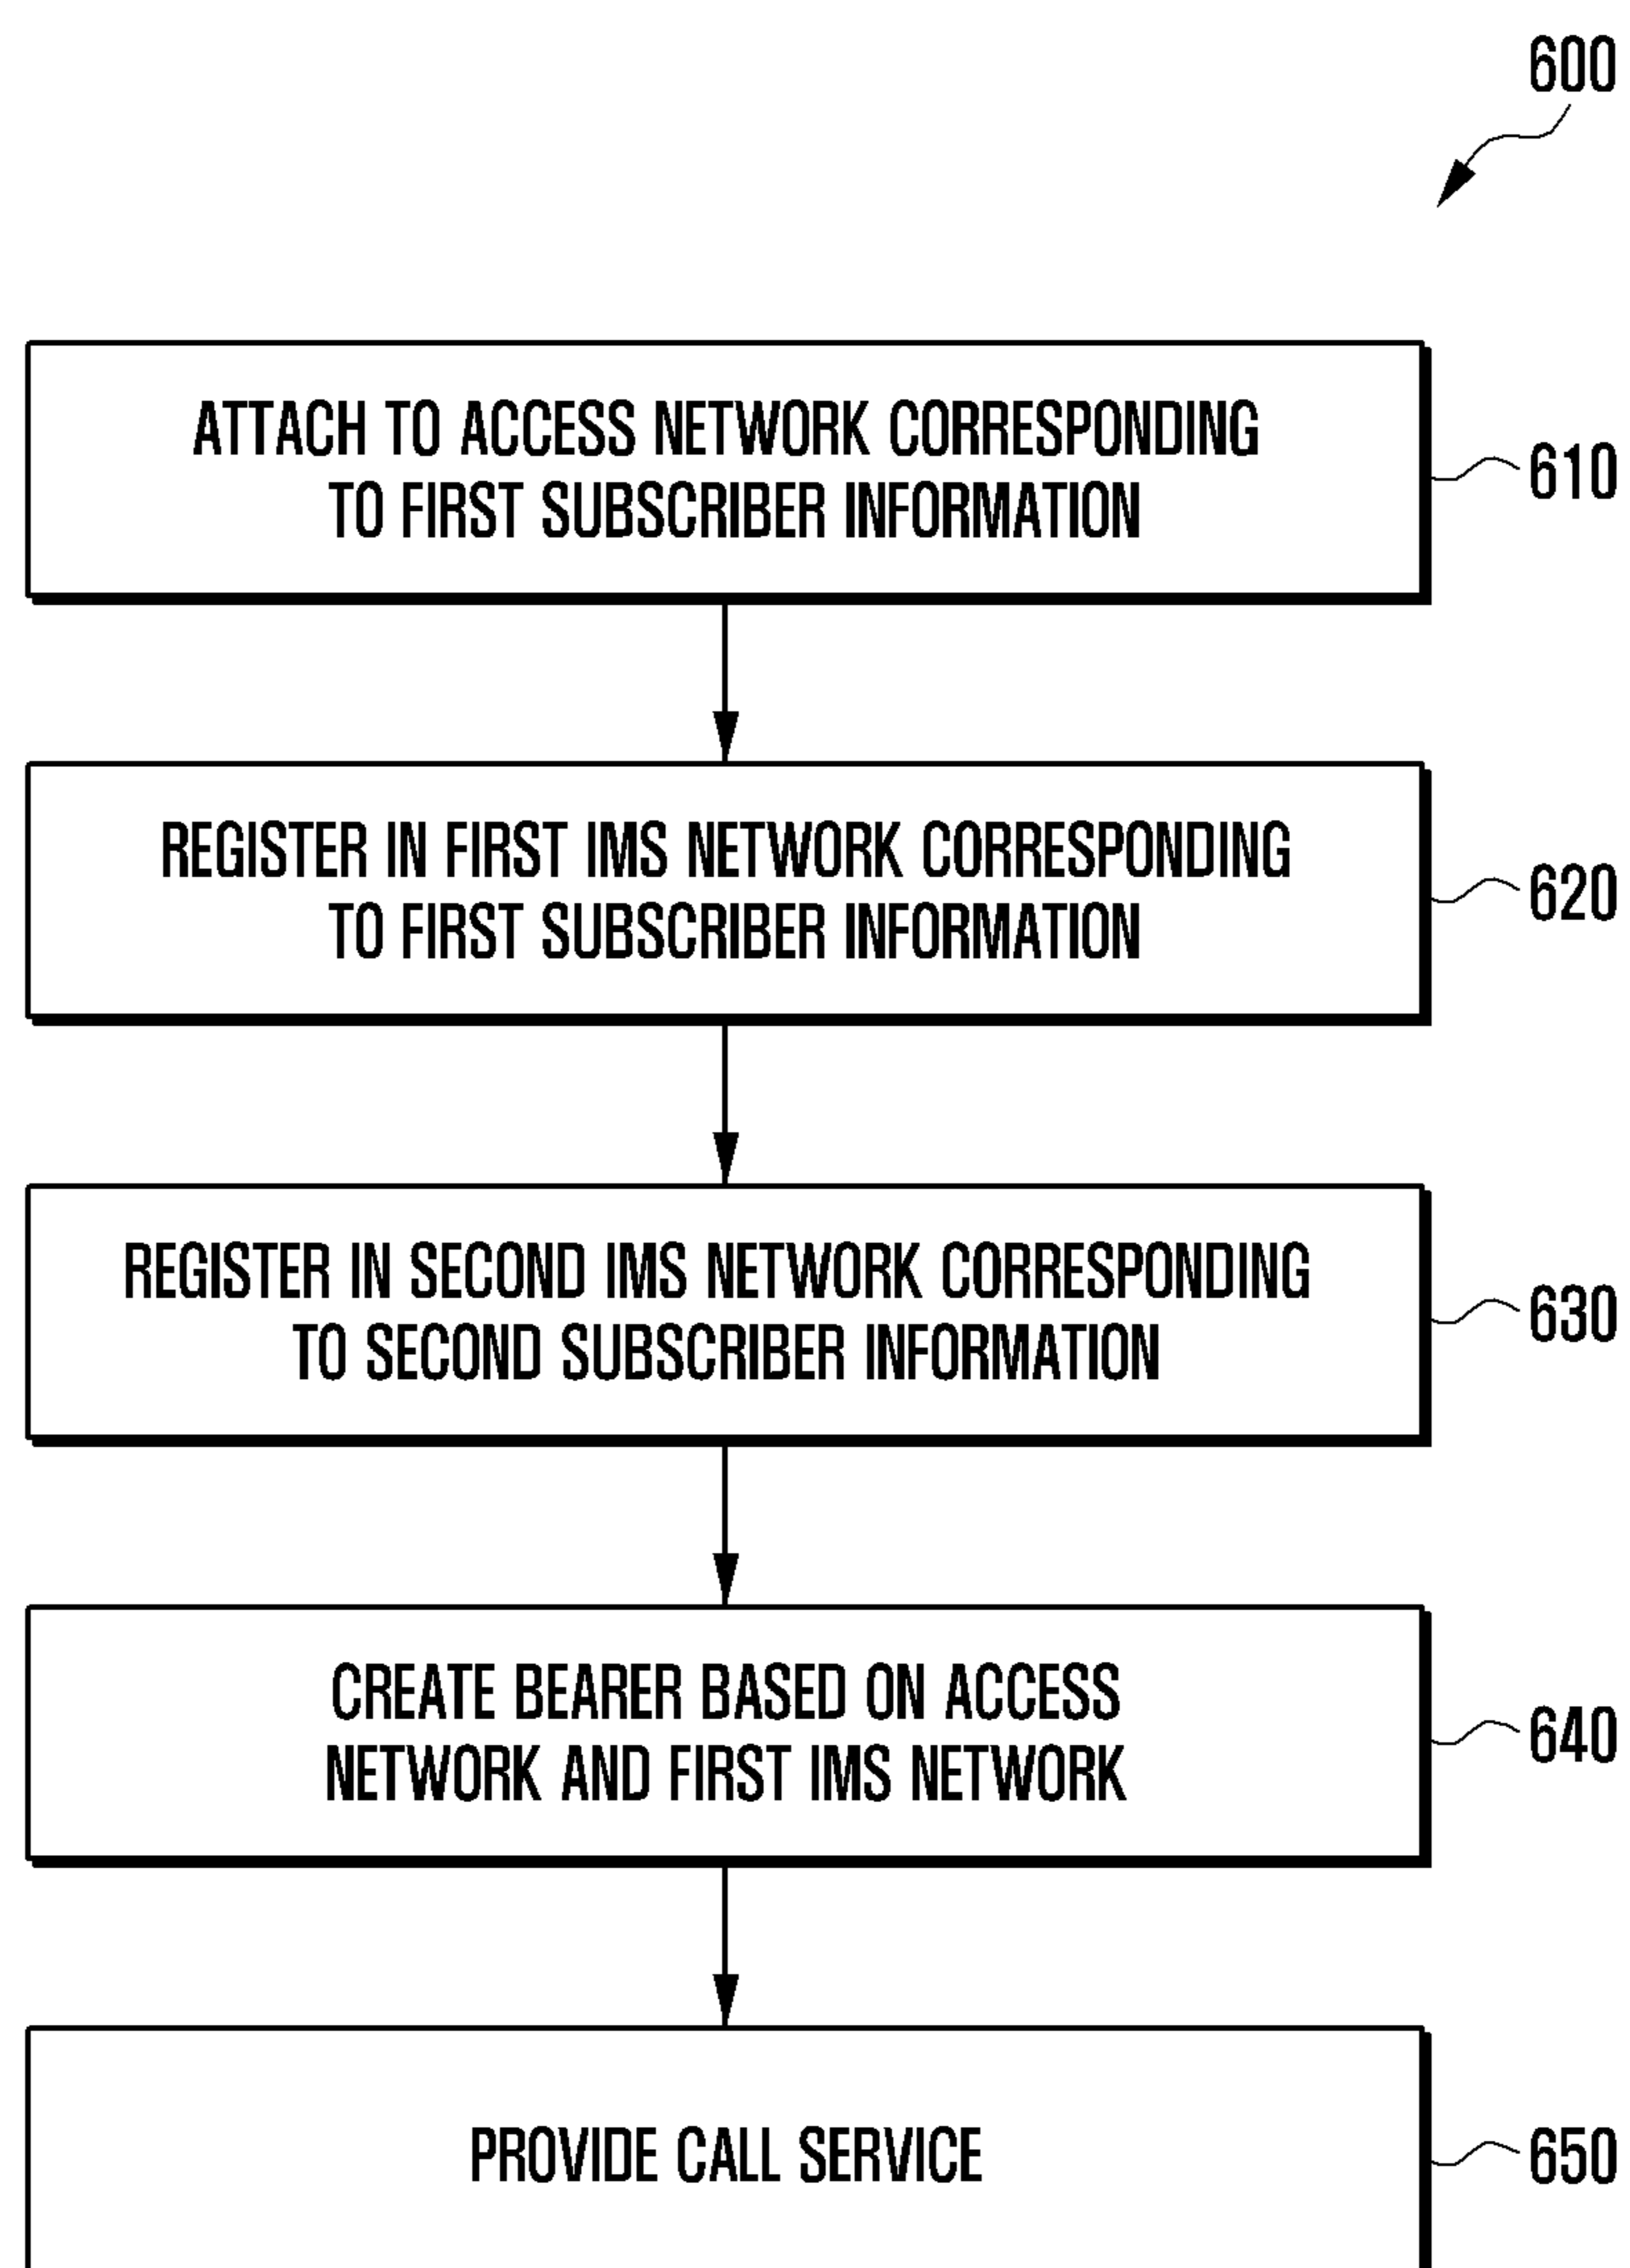 600
ATTACH TO ACCESS NETWORK CORRESPONDING
TO FIRST SUBSCRIBER INFORMATION
610
REGISTER IN FIRST IMS NETWORK CORRESPONDING
TO FIRST SUBSCRIBER INFORMATION
620
REGISTER IN SECOND IMS NETWORK CORRESPONDING
TO SECOND SUBSCRIBER INFORMATION
630
CREATE BEARER BASED ON ACCESS
NETWORK AND FIRST IMS NETWORK
640
PROVIDE CALL SERVICE
650